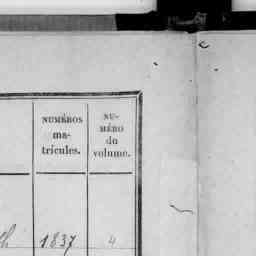 NUMÉROS
ma-
tricules.
NU-
MÉRO
du
volume.
1837
4